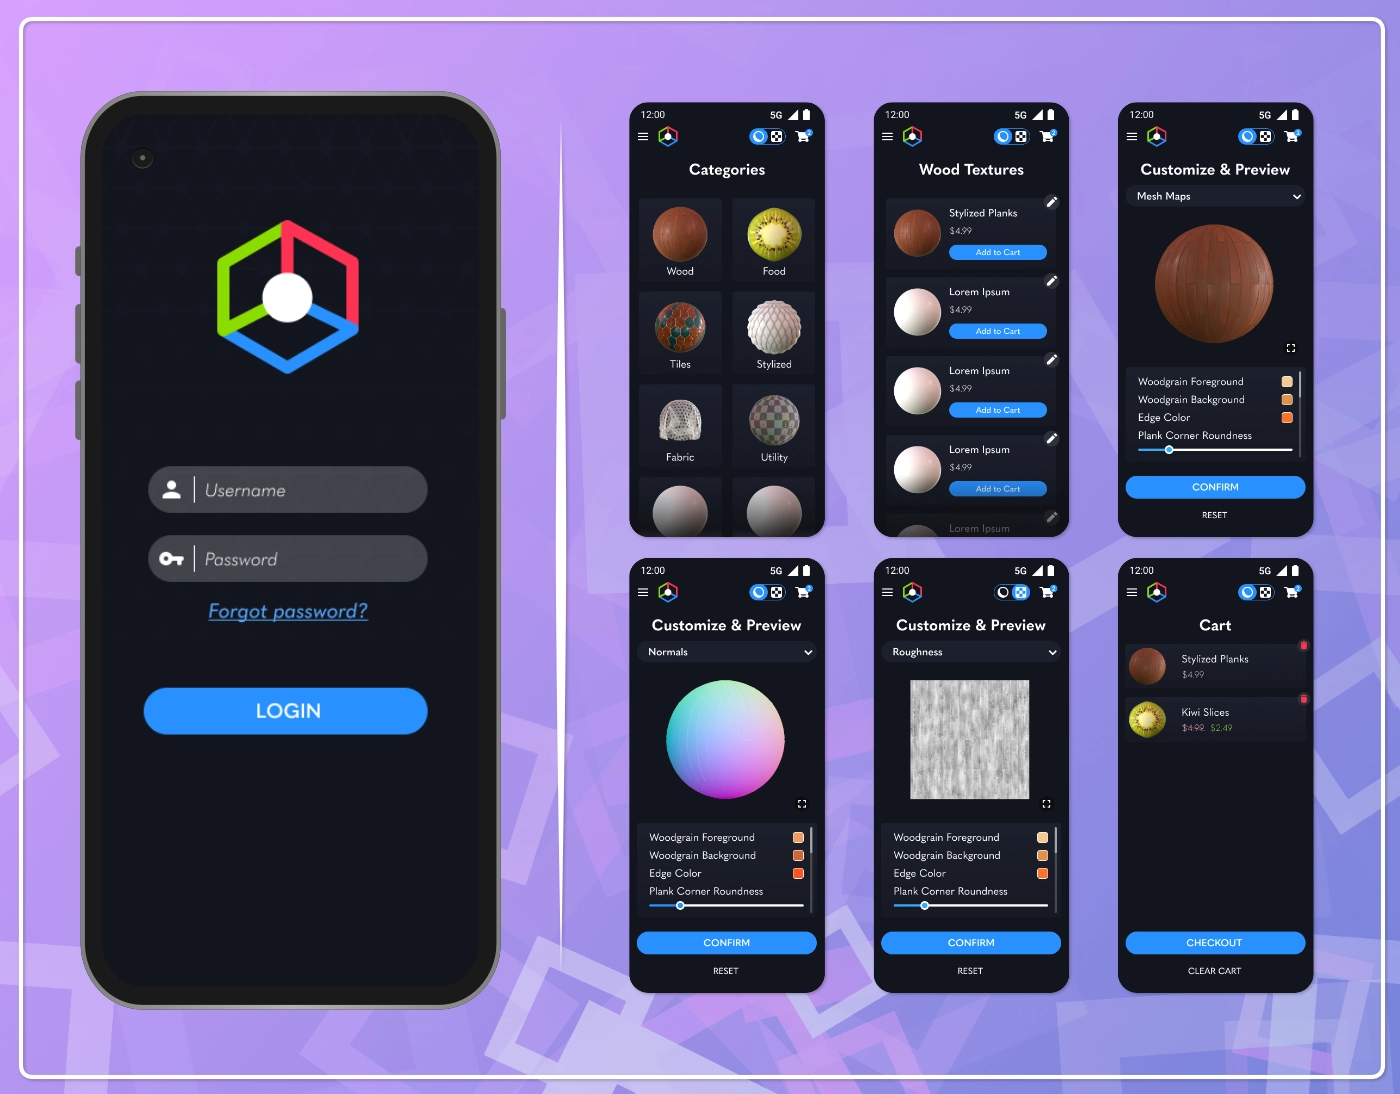 Username
Password
Forgot password?
LOGIN
12:00 5G
2
Categories
Wood Food
Tiles Stylized
Fabric Utility
12:00 5G
2
Wood Textures
Stylized Planks
$4.99
Add to Cart
Lorem Ipsum
$4.99
Add to Cart
Lorem Ipsum
$4.99
Add to Cart
Lorem Ipsum
$4.99
Add to Cart
Lorem Ipsum
12:00 5G
2
Customize & Preview
Mesh Maps
Woodgrain Foreground
Woodgrain Background
Edge Color
Plank Corner Roundness
CONFIRM
RESET
12:00 5G
2
Customize & Preview
Normals
Woodgrain Foreground
Woodgrain Background
Edge Color
Plank Corner Roundness
CONFIRM
RESET
12:00 5G
2
Customize & Preview
Roughness
Woodgrain Foreground
Woodgrain Background
Edge Color
Plank Corner Roundness
CONFIRM
RESET
12:00 5G
2
Cart
Stylized Planks
$4.99
Kiwi Slices
$4.99 $2.49
CHECKOUT
CLEAR CART